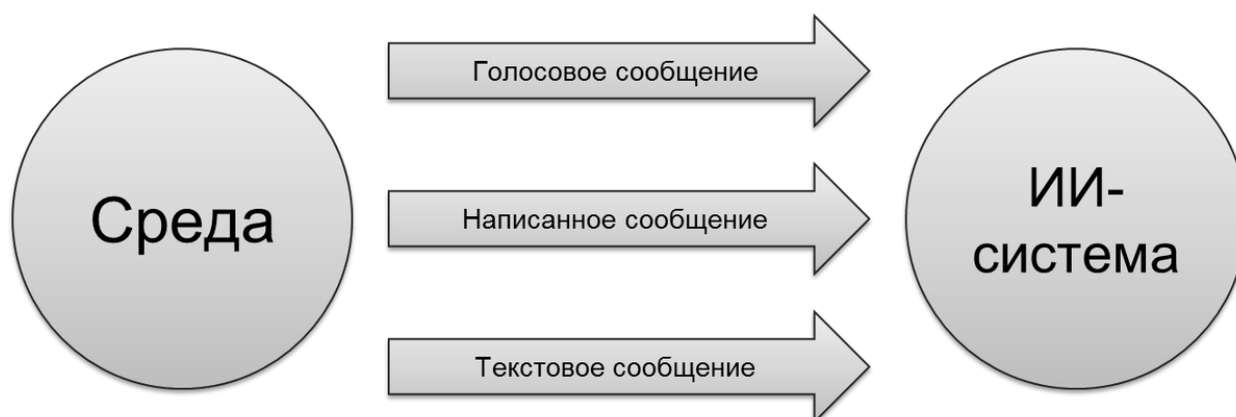 Голосовое сообщение
Среда
Написанное сообщение
ИИ-
система
Текстовое сообщение